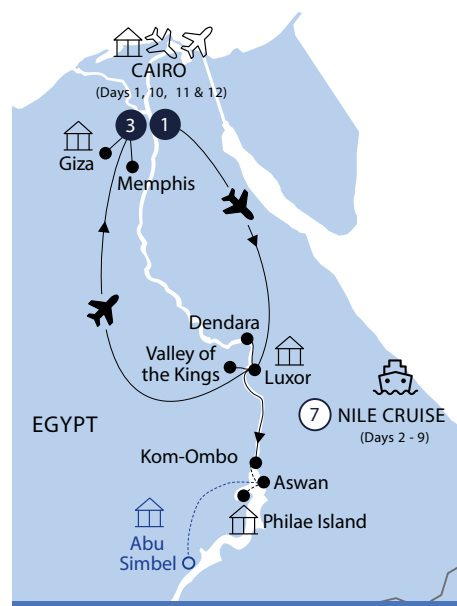 CAIRO
(Days 1, 10, 11 & 12)
3
1
Giza
Memphis
Dendara
Valley of
the Kings
Luxor
7
NILE CRUISE
(Days 2 - 9)
EGYPT
Kom-Ombo
Aswan
Philae Island
Abu
Simbel